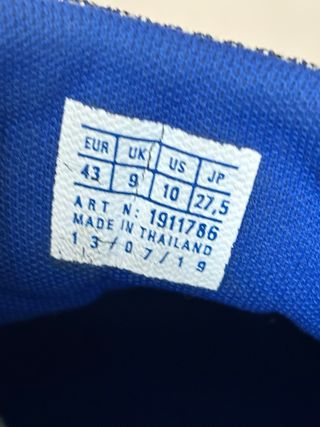 EUR UK US JP
43 9 10 27,5
ART N: 1911786
MADE IN THAILAND
13/07/19